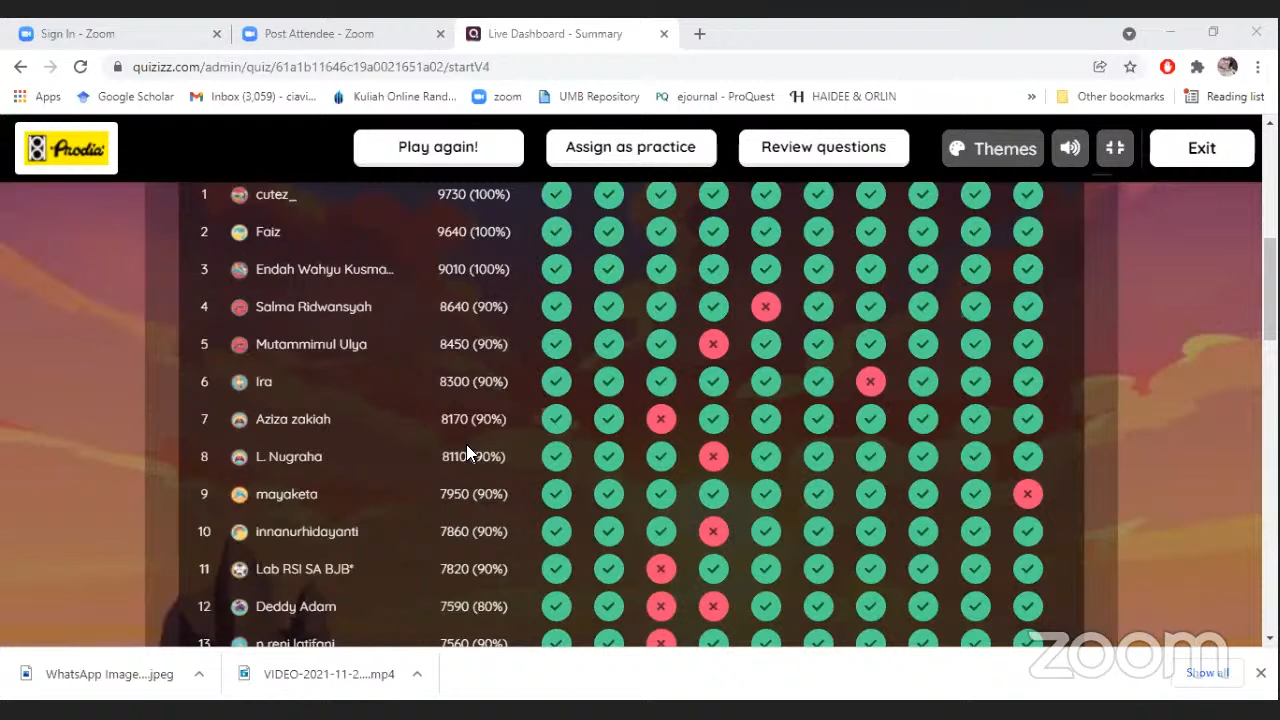 Sign In - Zoom
Post Attendee - Zoom
Live Dashboard - Summary
quizizz.com/admin/quiz/61a1b11646c19a0021651a02/startV4
Apps Google Scholar Inbox (3,059) - ciavi... Kuliah Online Rand... zoom UMB Repository PQ ejournal - ProQuest HAIDEE & ORLIN » Other bookmarks Reading list
Prodia Play again! Assign as practice Review questions Themes Exit
1 cutez_ 9730 (100%)
2 Faiz 9640 (100%)
3 Endah Wahyu Kusma... 9010 (100%)
4 Salma Ridwansyah 8640 (90%)
5 Mutammimul Ulya 8450 (90%)
6 Ira 8300 (90%)
7 Aziza zakiah 8170 (90%)
8 L. Nugraha 8110 (90%)
9 mayaketa 7950 (90%)
10 innanurhidayanti 7860 (90%)
11 Lab RSI SA BJB* 7820 (90%)
12 Deddy Adam 7590 (80%)
13 n reni latifani 7560 (90%)
zoom
WhatsApp Image....jpeg
VIDEO-2021-11-2....mp4
Show all